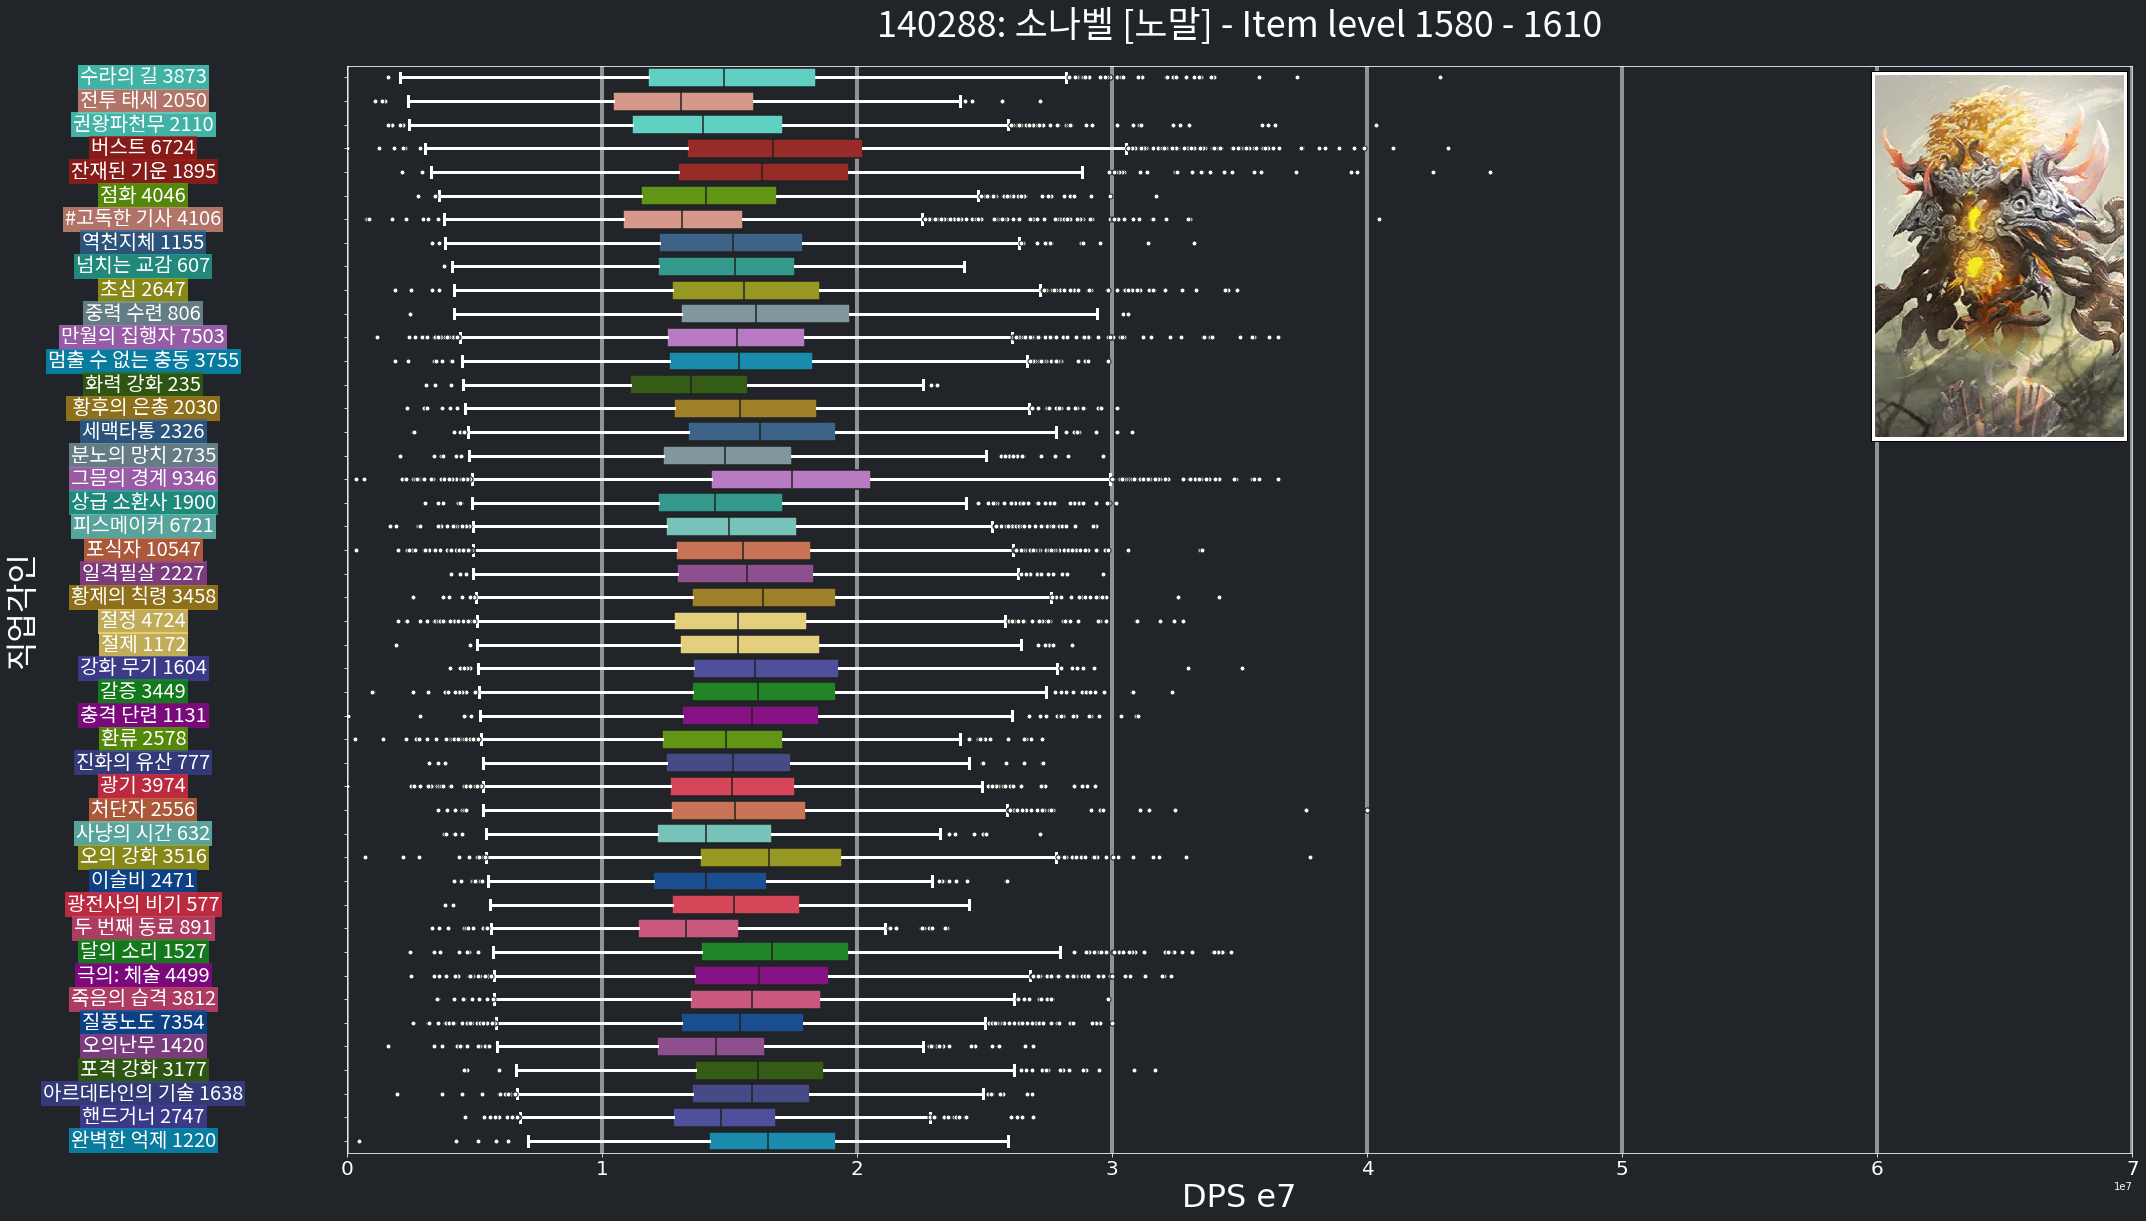 140288: 소나벨 [노말] - Item level 1580 - 1610
수라의 길 3873
전투 태세 2050
권왕파천무 2110
버스트 6724
잔재된 기운 1895
점화 4046
#고독한 기사 4106
역천지체 1155
넘치는 교감 607
초심 2647
중력 수련 806
만월의 집행자 7503
멈출 수 없는 충동 3755
화력 강화 235
황후의 은총 2030
세맥타통 2326
분노의 망치 2735
그믐의 경계 9346
상급 소환사 1900
피스메이커 6721
포식자 10547
일격필살 2227
황제의 칙령 3458
절정 4724
절제 1172
강화 무기 1604
갈증 3449
충격 단련 1131
환류 2578
진화의 유산 777
광기 3974
처단자 2556
사냥의 시간 632
오의 강화 3516
이슬비 2471
광전사의 비기 577
두 번째 동료 891
달의 소리 1527
극의: 체술 4499
죽음의 습격 3812
질풍노도 7354
오의난무 1420
포격 강화 3177
아르데타인의 기술 1638
핸드거너 2747
완벽한 억제 1220
직업각인
0 1 2 3 4 5 6 7
1e7
DPS e7